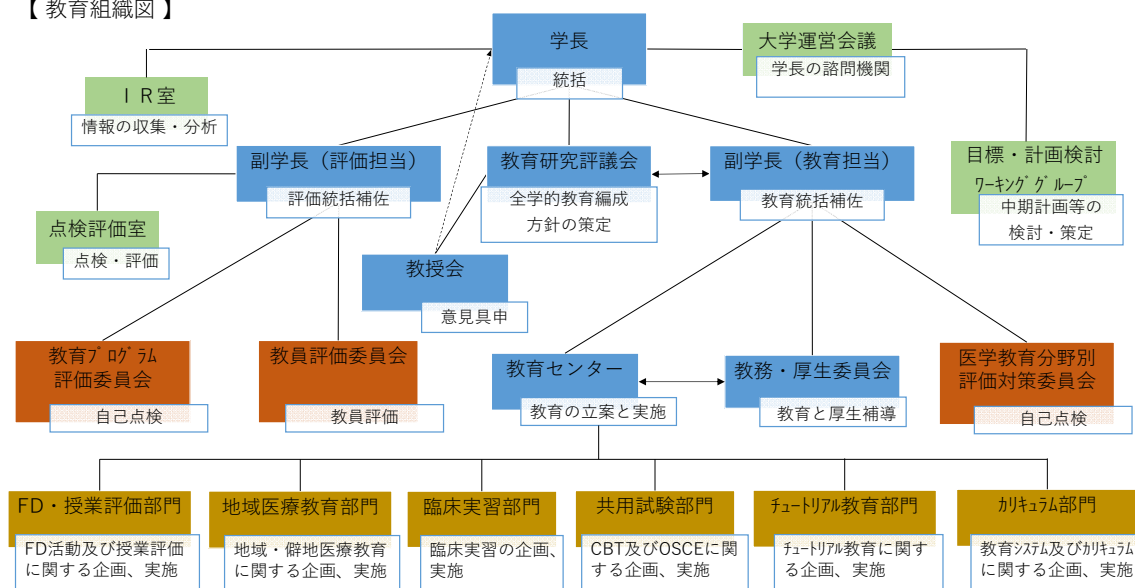 【 教育組織図 】
学長
統括
大学運営会議
学長の諮問機関
ＩＲ室
情報の収集・分析
副学長（評価担当）
評価統括補佐
教育研究評議会
全学的教育編成
方針の策定
副学長（教育担当）
教育統括補佐
目標・計画検討
ﾜｰｷﾝｸﾞｸﾞﾙｰﾌﾟ
中期計画等の
検討・策定
点検評価室
点検・評価
教授会
意見具申
教育ﾌﾟﾛｸﾞﾗﾑ
評価委員会
自己点検
教員評価委員会
教員評価
教育センター
教育の立案と実施
教務・厚生委員会
教育と厚生補導
医学教育分野別
評価対策委員会
自己点検
FD・授業評価部門
FD活動及び授業評価
に関する企画、実施
地域医療教育部門
地域・僻地医療教育
に関する企画、実施
臨床実習部門
臨床実習の企画、
実施
共用試験部門
CBT及びOSCEに関
する企画、実施
ﾁｭｰﾄﾘｱﾙ教育部門
ﾁｭｰﾄﾘｱﾙ教育に関す
る企画、実施
ｶﾘｷｭﾗﾑ部門
教育ｼｽﾃﾑ及びｶﾘｷｭﾗﾑ
に関する企画、実施